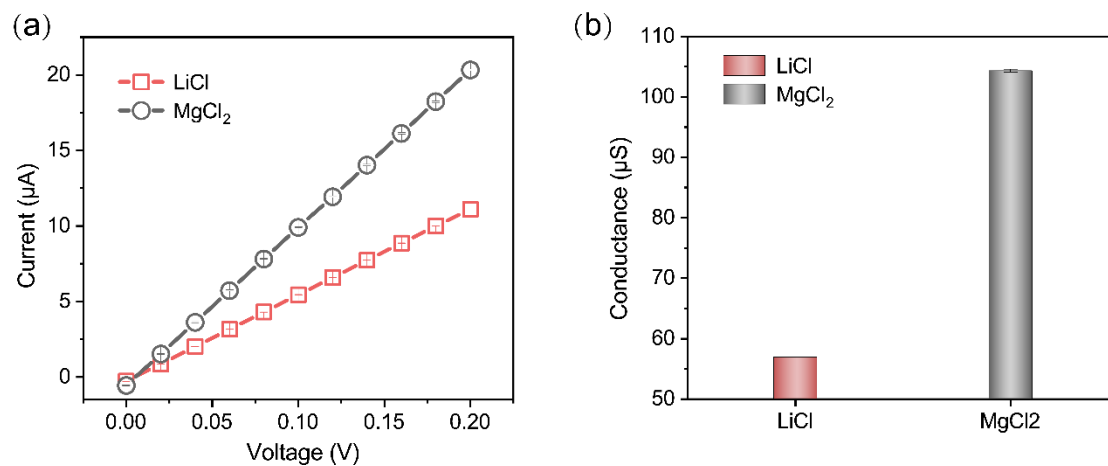 (a)
LiCl
MgCl₂
Current (μA)
20
15
10
5
0
0.00 0.05 0.10 0.15 0.20
Voltage (V)
(b)
LiCl
MgCl₂
Conductance (μS)
110
100
90
80
70
60
50
LiCl MgCl2